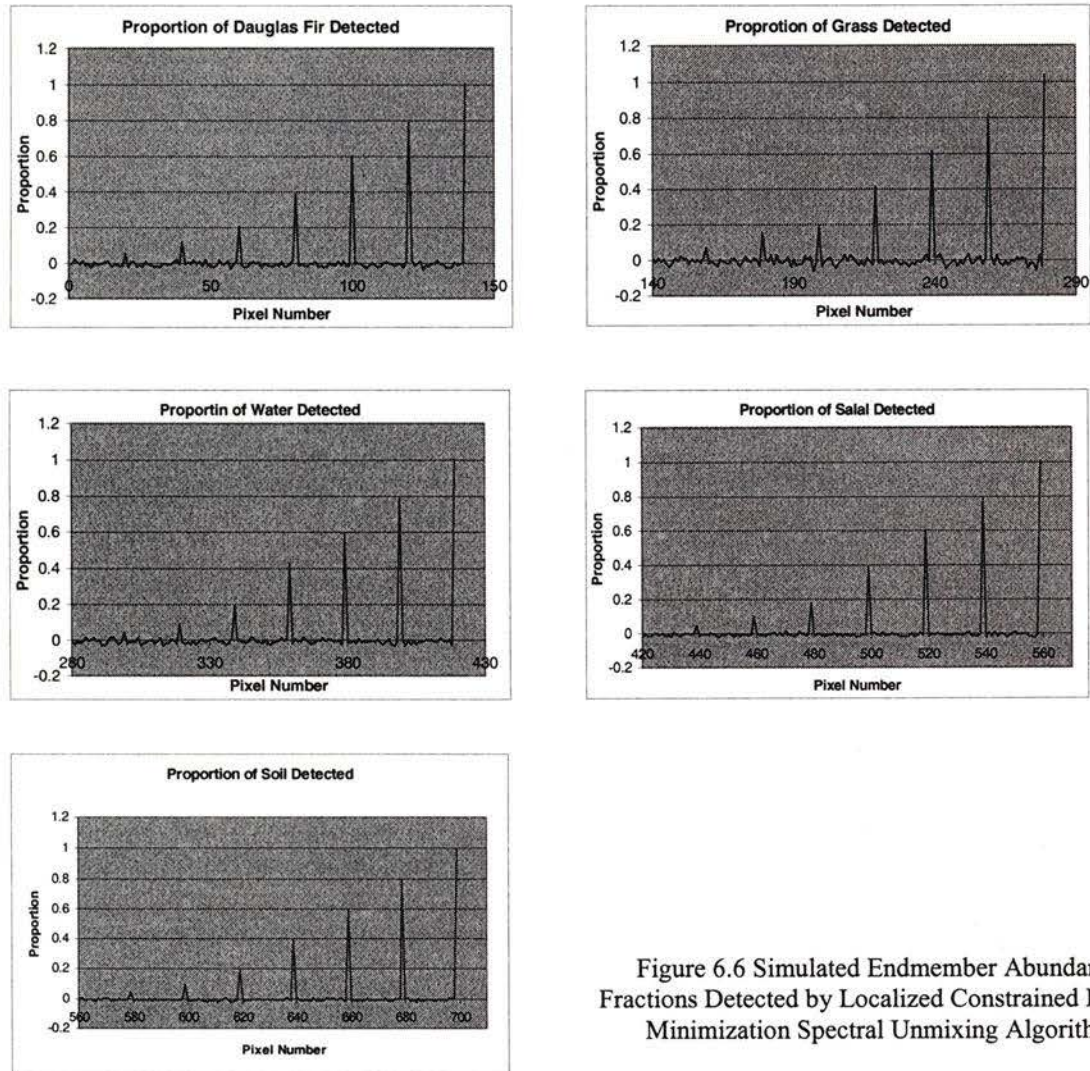 Proportion of Dauglas Fir Detected
1.2
1
0.8
0.6
0.4
0.2
0
-0.2
Proportion
0 50 100 150
Pixel Number
Proprotion of Grass Detected
1.2
1
0.8
0.6
0.4
0.2
0
-0.2
Proportion
140 190 240 290
Pixel Number
Proportin of Water Detected
1.2
1
0.8
0.6
0.4
0.2
0
-0.2
Proportion
280 330 380 430
Pixel Number
Proportion of Salal Detected
1.2
1
0.8
0.6
0.4
0.2
0
-0.2
Proportion
420 440 460 480 500 520 540 560
Pixel Number
Proportion of Soil Detected
1.2
1
0.8
0.6
0.4
0.2
0
-0.2
Proportion
560 580 600 620 640 660 680 700
Pixel Number
Figure 6.6 Simulated Endmember
Fractions Detected by Localized Constrained
Minimization Spectral Unmixing